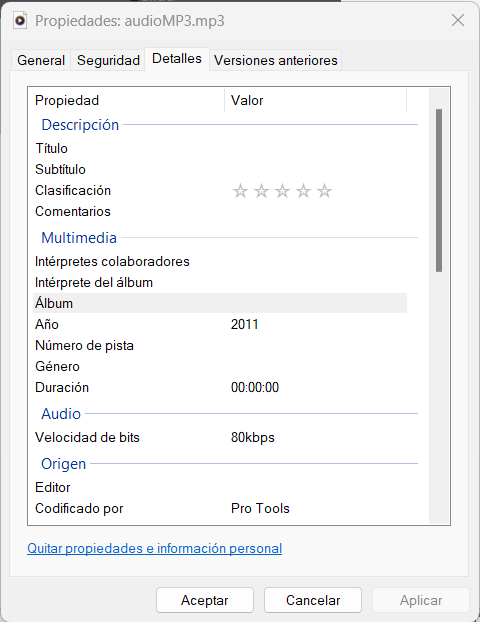 Propiedades: audioMP3.mp3
General Seguridad Detalles Versiones anteriores
Propiedad Valor
Descripción
Título
Subtítulo
Clasificación
Comentarios
Multimedia
Intérpretes colaboradores
Intérprete del álbum
Álbum
Año 2011
Número de pista
Género
Duración 00:00:00
Audio
Velocidad de bits 80kbps
Origen
Editor
Codificado por Pro Tools
Quitar propiedades e información personal
Aceptar Cancelar Aplicar